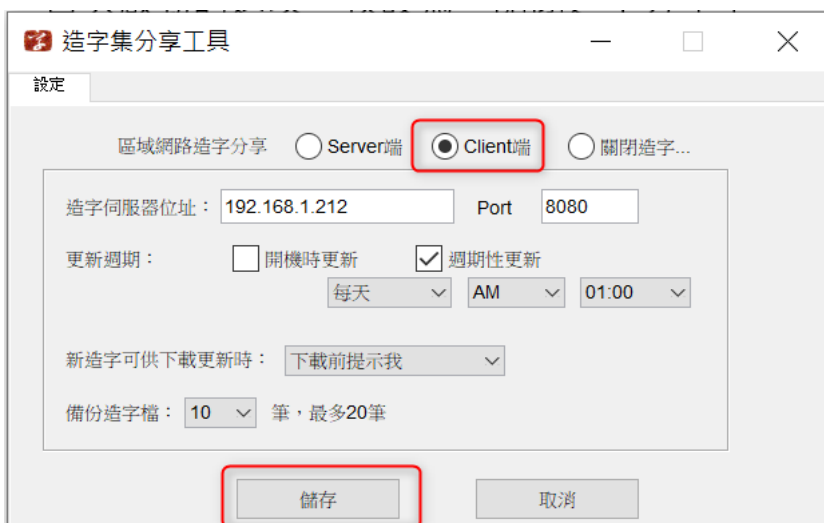 造字集分享工具
設定
區域網路造字分享 Server端 Client端 關閉造字...
造字伺服器位址： 192.168.1.212 Port 8080
更新週期： 開機時更新 週期性更新
每天 AM 01:00
新造字可供下載更新時： 下載前提示我
備份造字檔： 10 筆，最多20筆
儲存 取消